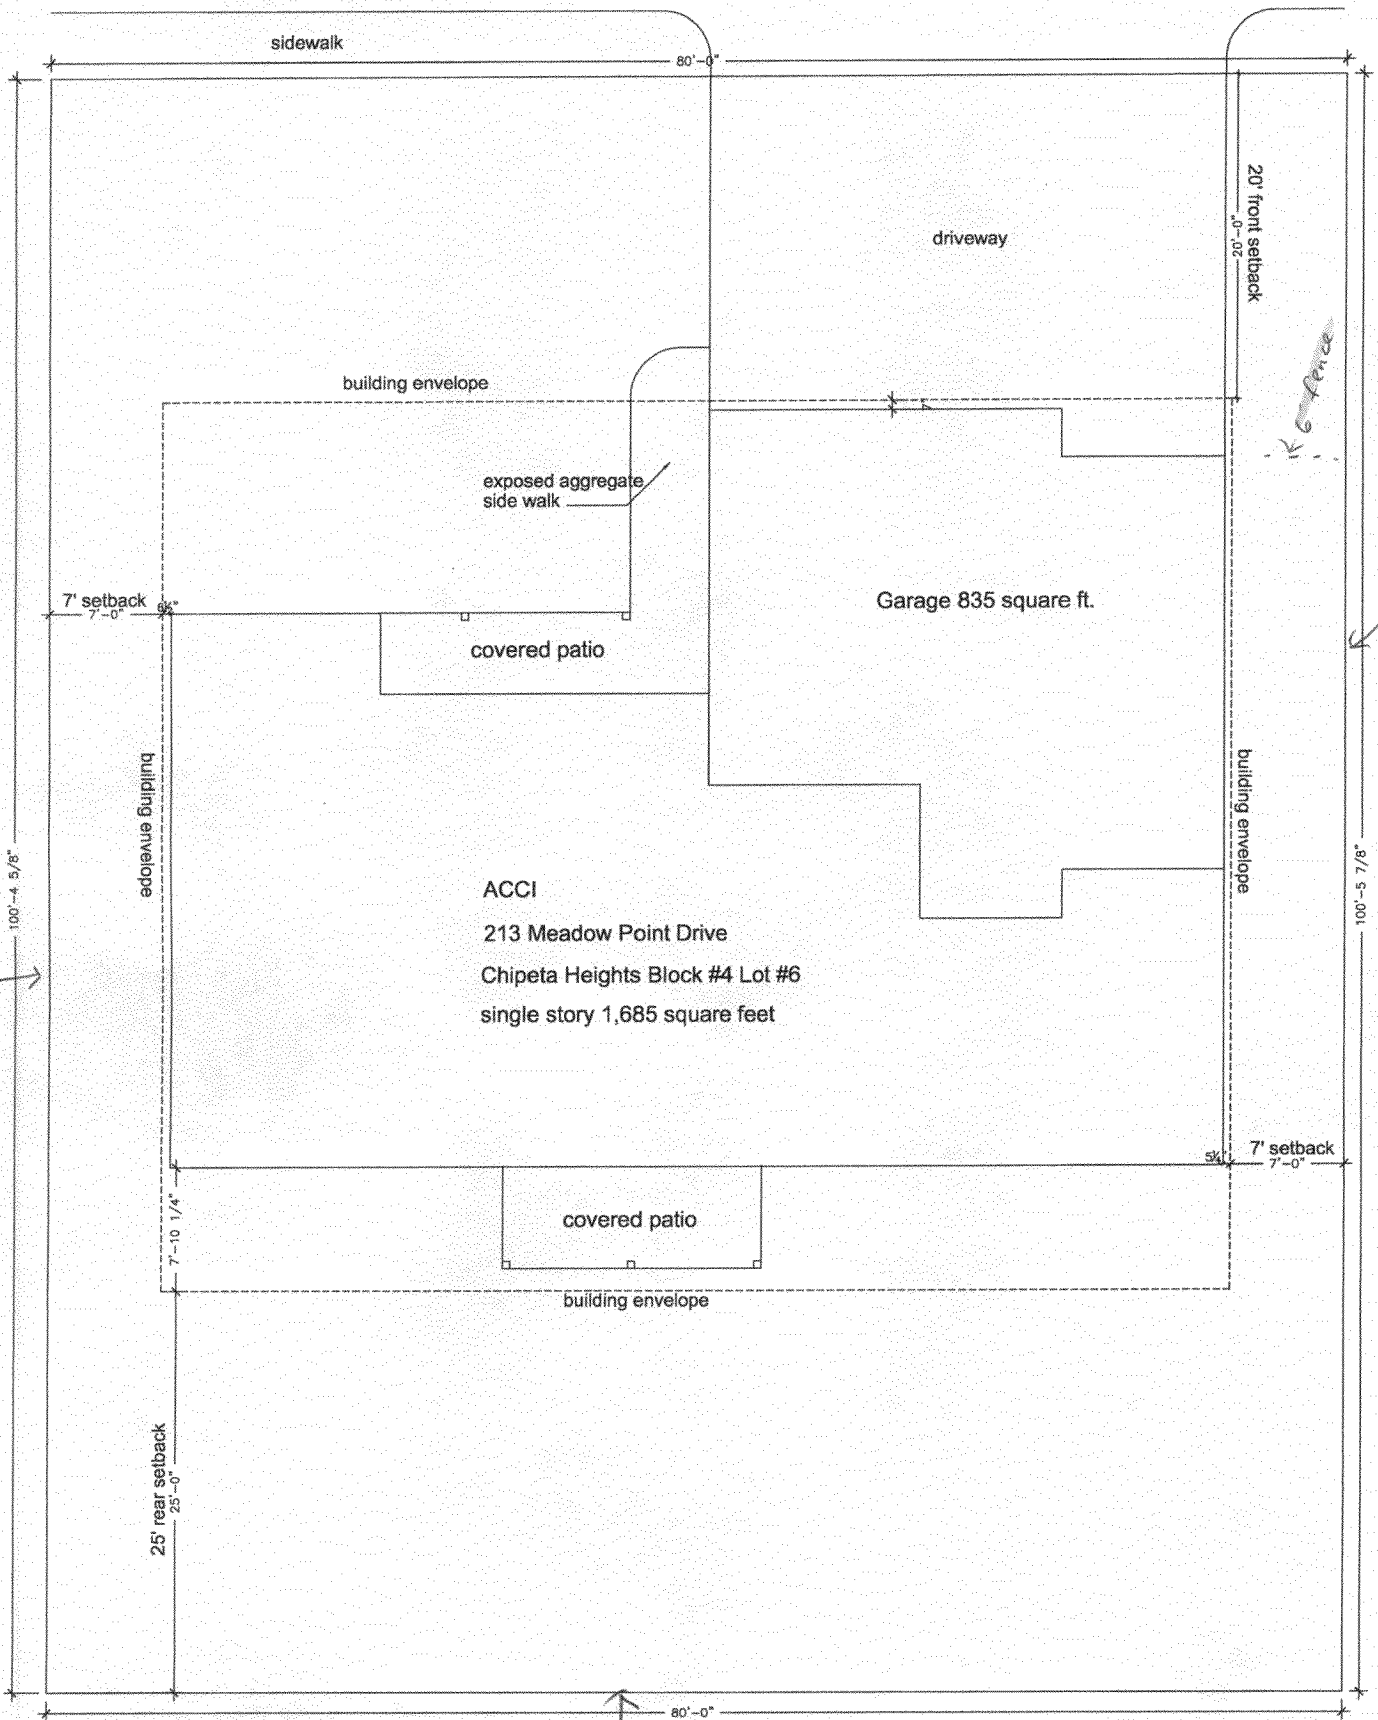 sidewalk
80'-0"
20' front setback
20'-0"
driveway
6' fence
building envelope
exposed aggregate
side walk
7' setback
7'-0"
Garage 835 square ft.
covered patio
building envelope
building envelope
100'-4 5/8"
100'-5 7/8"
ACCI
213 Meadow Point Drive
Chipeta Heights Block #4 Lot #6
single story 1,685 square feet
7' setback
7'-0"
7'-10 1/4"
covered patio
building envelope
25' rear setback
25'-0"
80'-0"